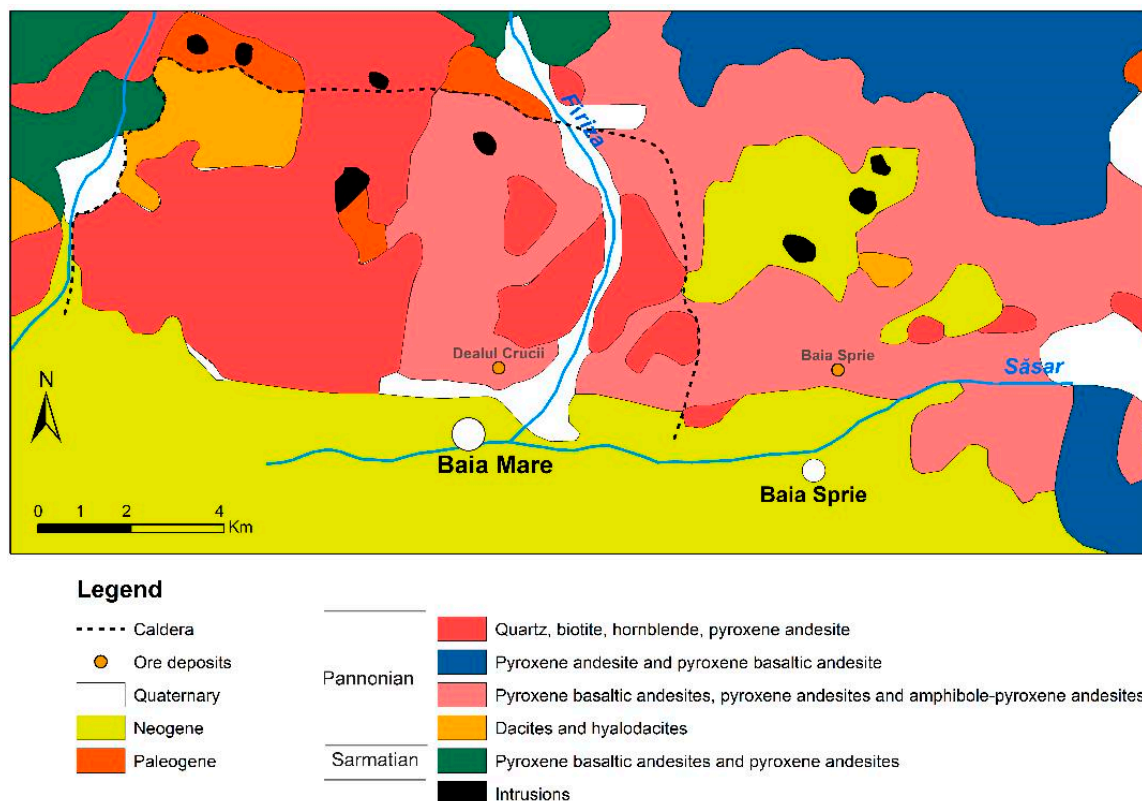 Firiza
Dealul Crucii
Baia Sprie
Săsar
N
Baia Mare
Baia Sprie
0 1 2 4
Km
Legend
Caldera
Ore deposits
Quaternary
Neogene
Paleogene
Pannonian
Sarmatian
Quartz, biotite, hornblende, pyroxene andesite
Pyroxene andesite and pyroxene basaltic andesite
Pyroxene basaltic andesites, pyroxene andesites and amphibole-pyroxene andesites
Dacites and hyalodacites
Pyroxene basaltic andesites and pyroxene andesites
Intrusions